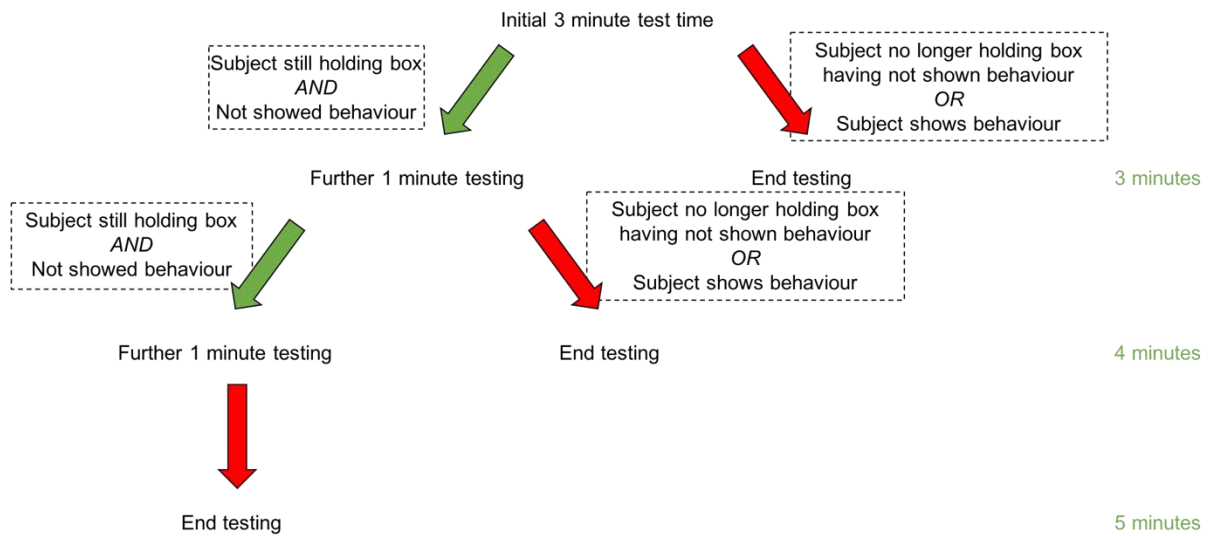 Initial 3 minute test time
Subject still holding box
AND
Not showed behaviour
Subject no longer holding box
having not shown behaviour
OR
Subject shows behaviour
Further 1 minute testing
End testing
3 minutes
Subject still holding box
AND
Not showed behaviour
Subject no longer holding box
having not shown behaviour
OR
Subject shows behaviour
Further 1 minute testing
End testing
4 minutes
End testing
5 minutes